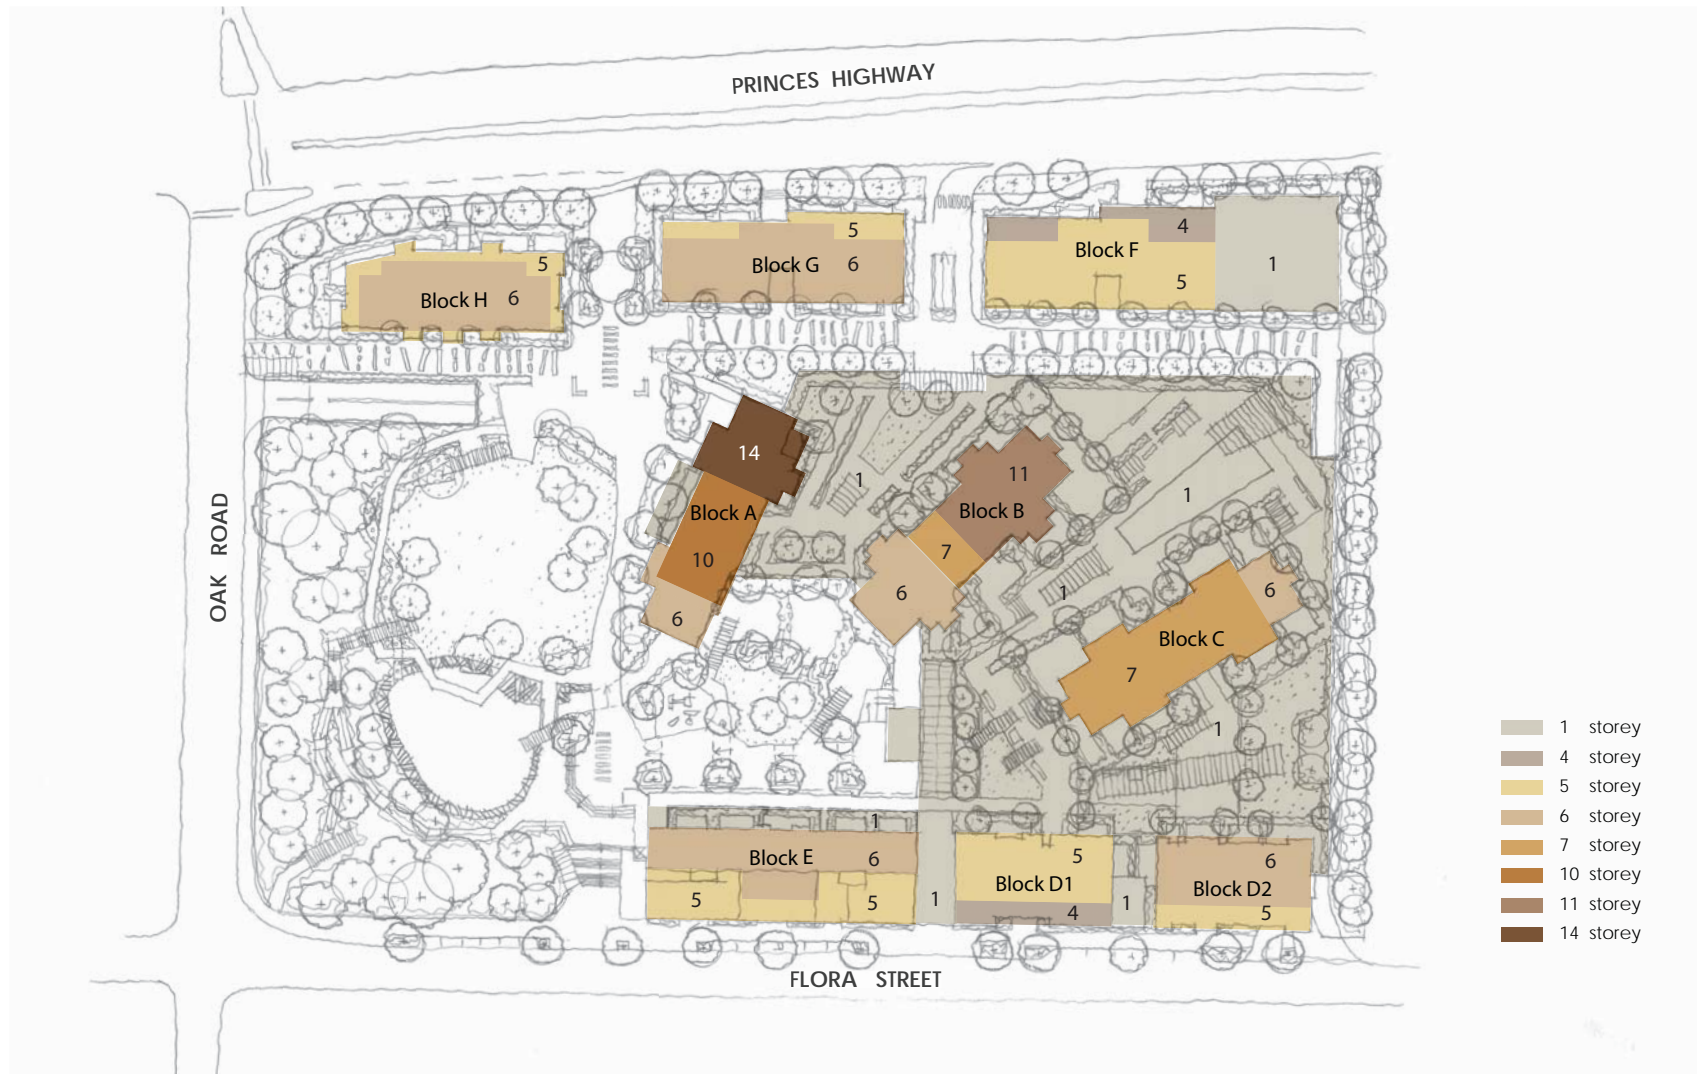 PRINCES HIGHWAY
5
Block H 6
5
Block G 6
4
Block F
1
5
OAK ROAD
14
Block A
10
6
1
11
Block B
7
6
1
1
6
Block C
7
1
1
Block E 6
5
5
1
5
Block D1
4
1
6
Block D2
5
FLORA STREET
1 storey
4 storey
5 storey
6 storey
7 storey
10 storey
11 storey
14 storey